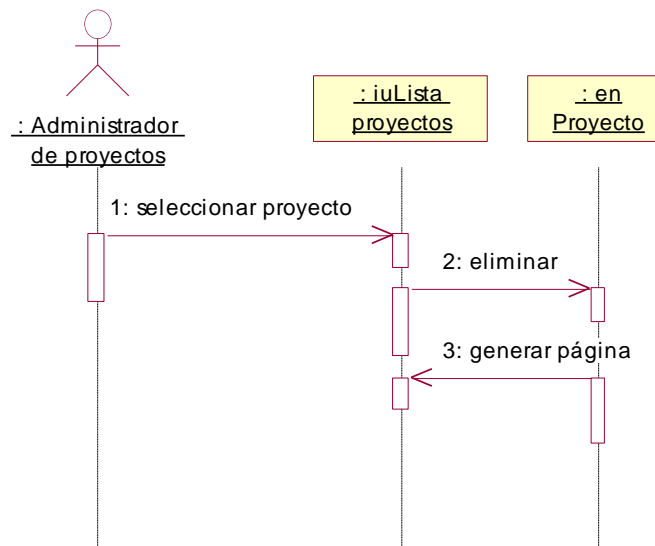 : Administrador
de proyectos
: iuLista
proyectos
: en
Proyecto
1: seleccionar proyecto
2: eliminar
3: generar página